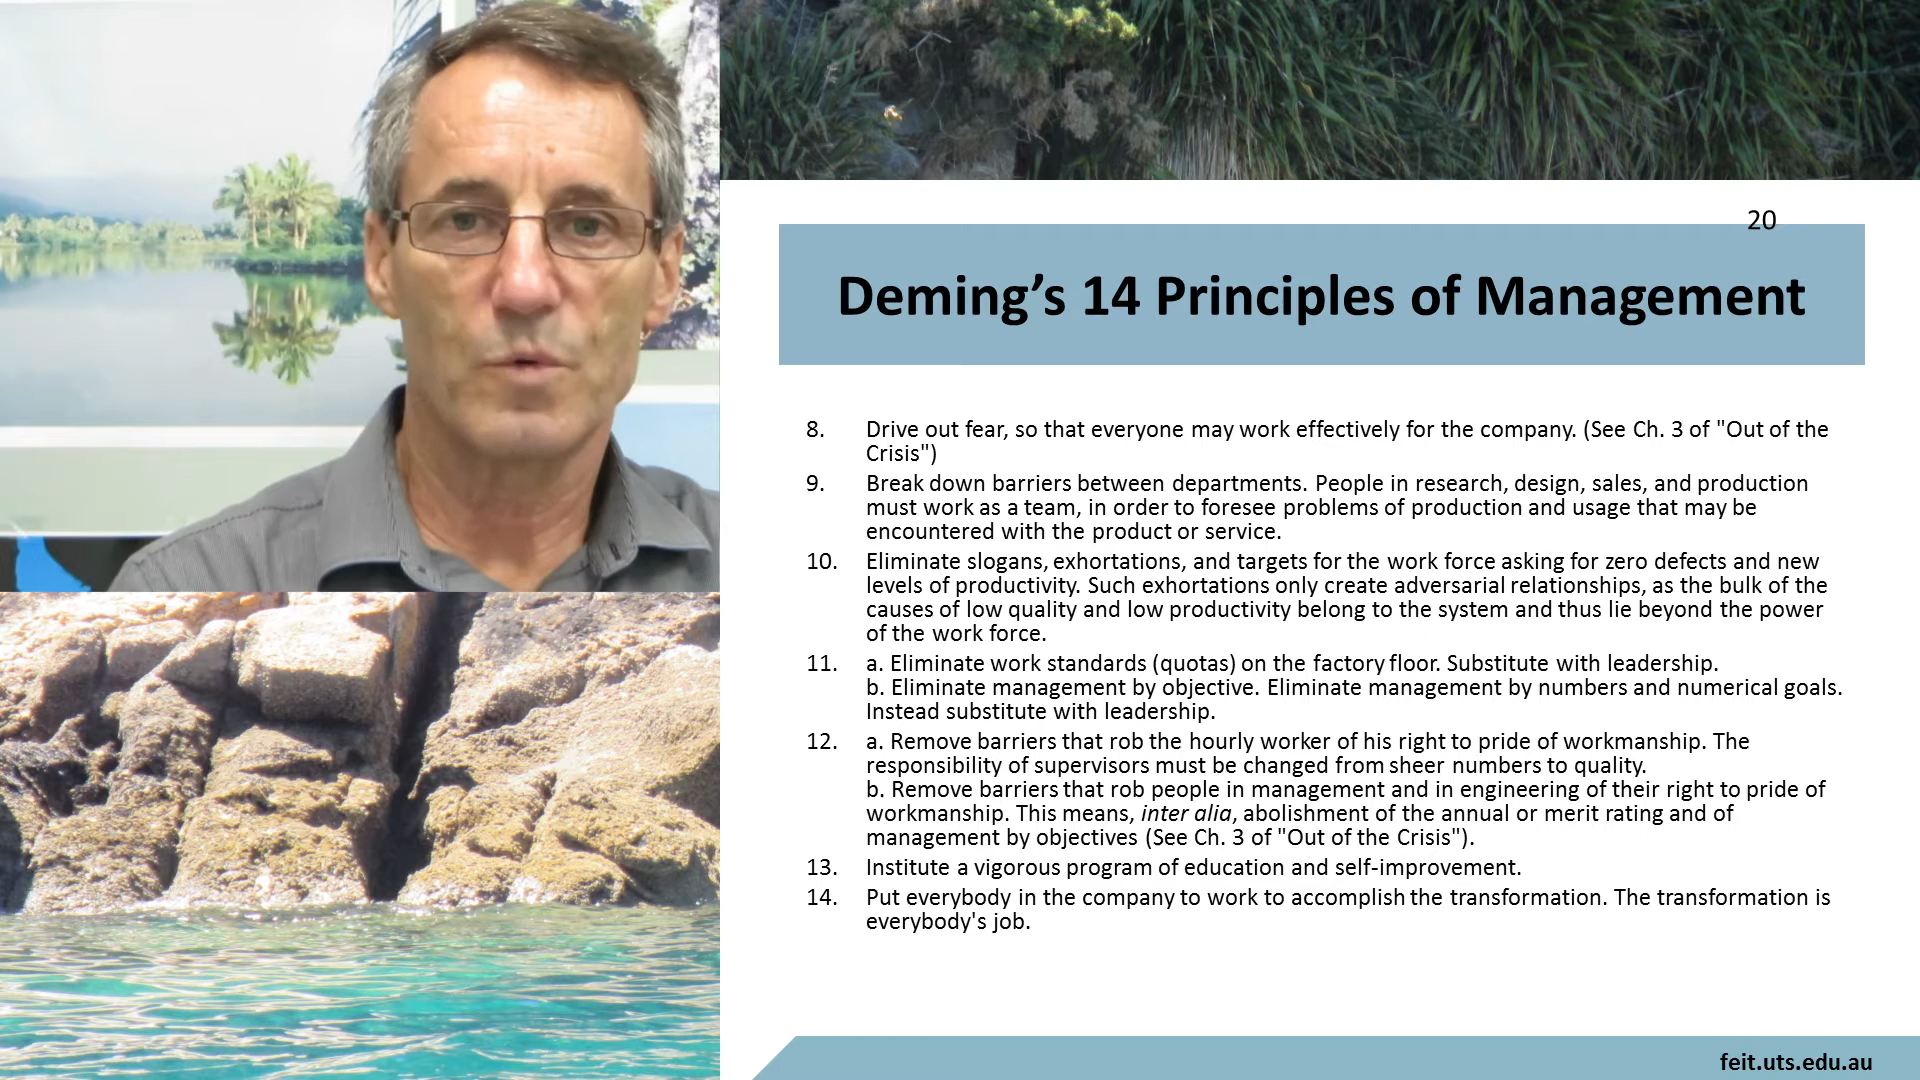 20
Deming’s 14 Principles of Management
8. Drive out fear, so that everyone may work effectively for the company. (See Ch. 3 of "Out of the
Crisis")
9. Break down barriers between departments. People in research, design, sales, and production
must work as a team, in order to foresee problems of production and usage that may be
encountered with the product or service.
10. Eliminate slogans, exhortations, and targets for the work force asking for zero defects and new
levels of productivity. Such exhortations only create adversarial relationships, as the bulk of the
causes of low quality and low productivity belong to the system and thus lie beyond the power
of the work force.
11. a. Eliminate work standards (quotas) on the factory floor. Substitute with leadership.
b. Eliminate management by objective. Eliminate management by numbers and numerical goals.
Instead substitute with leadership.
12. a. Remove barriers that rob the hourly worker of his right to pride of workmanship. The
responsibility of supervisors must be changed from sheer numbers to quality.
b. Remove barriers that rob people in management and in engineering of their right to pride of
workmanship. This means, inter alia, abolishment of the annual or merit rating and of
management by objectives (See Ch. 3 of "Out of the Crisis").
13. Institute a vigorous program of education and self-improvement.
14. Put everybody in the company to work to accomplish the transformation. The transformation is
everybody's job.
feit.uts.edu.au